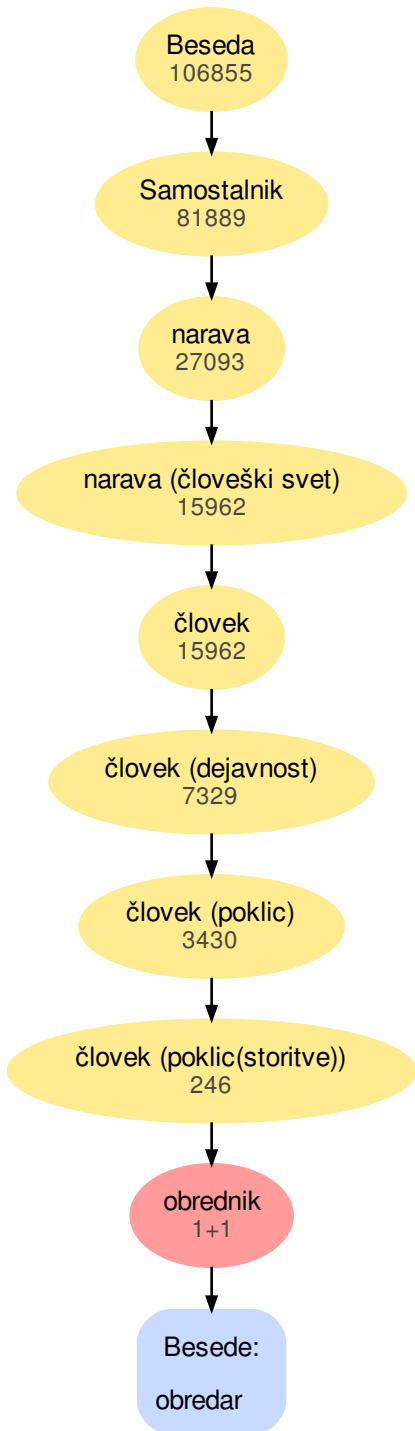 Beseda
106855
Samostalnik
81889
narava
27093
narava (človeški svet)
15962
človek
15962
človek (dejavnost)
7329
človek (poklic)
3430
človek (poklic(storitve))
246
obrednik
1+1
Besede:
obredar